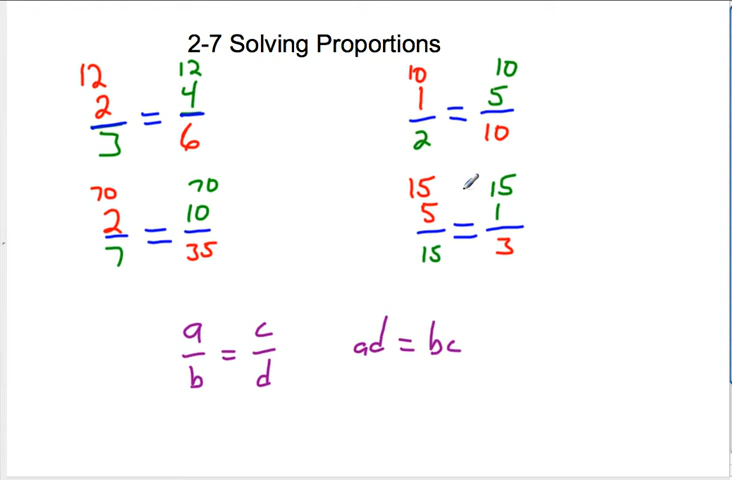 2-7 Solving Proportions
12 12 10 10
2/3 = 4/6 1/2 = 5/10
70 70 15 15
2/7 = 10/35 5/15 = 1/3
a/b = c/d ad = bc